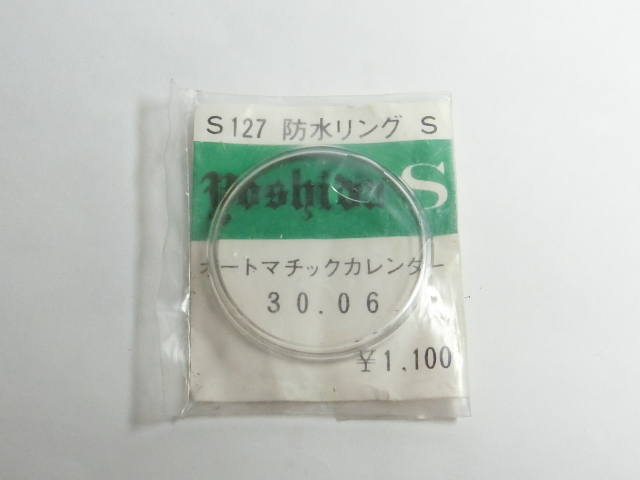 S127 防水リング S
Yoshida S
オートマチックカレンダー
30.06
¥1,100